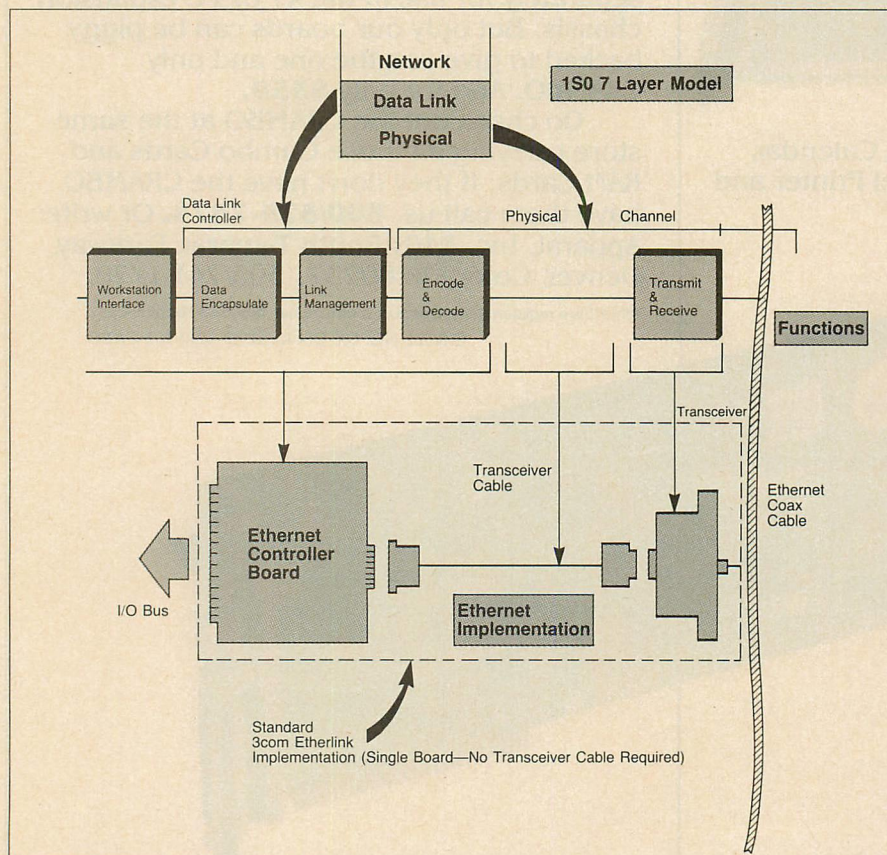 Network
1S0 7 Layer Model
Data Link
Physical
Data Link
Controller
Physical Channel
Workstation
Interface
Data
Encapsulate
Link
Management
Encode
&
Decode
Transmit
&
Receive
Functions
Transceiver
Transceiver
Cable
Ethernet
Coax
Cable
Ethernet
Controller
Board
I/O Bus
Ethernet
Implementation
Standard
3com Etherlink
Implementation (Single Board—No Transceiver Cable Required)